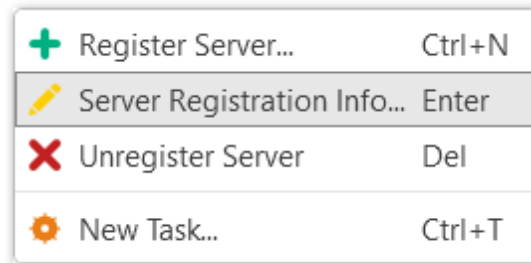 Register Server... Ctrl+N
Server Registration Info... Enter
Unregister Server Del
New Task... Ctrl+T